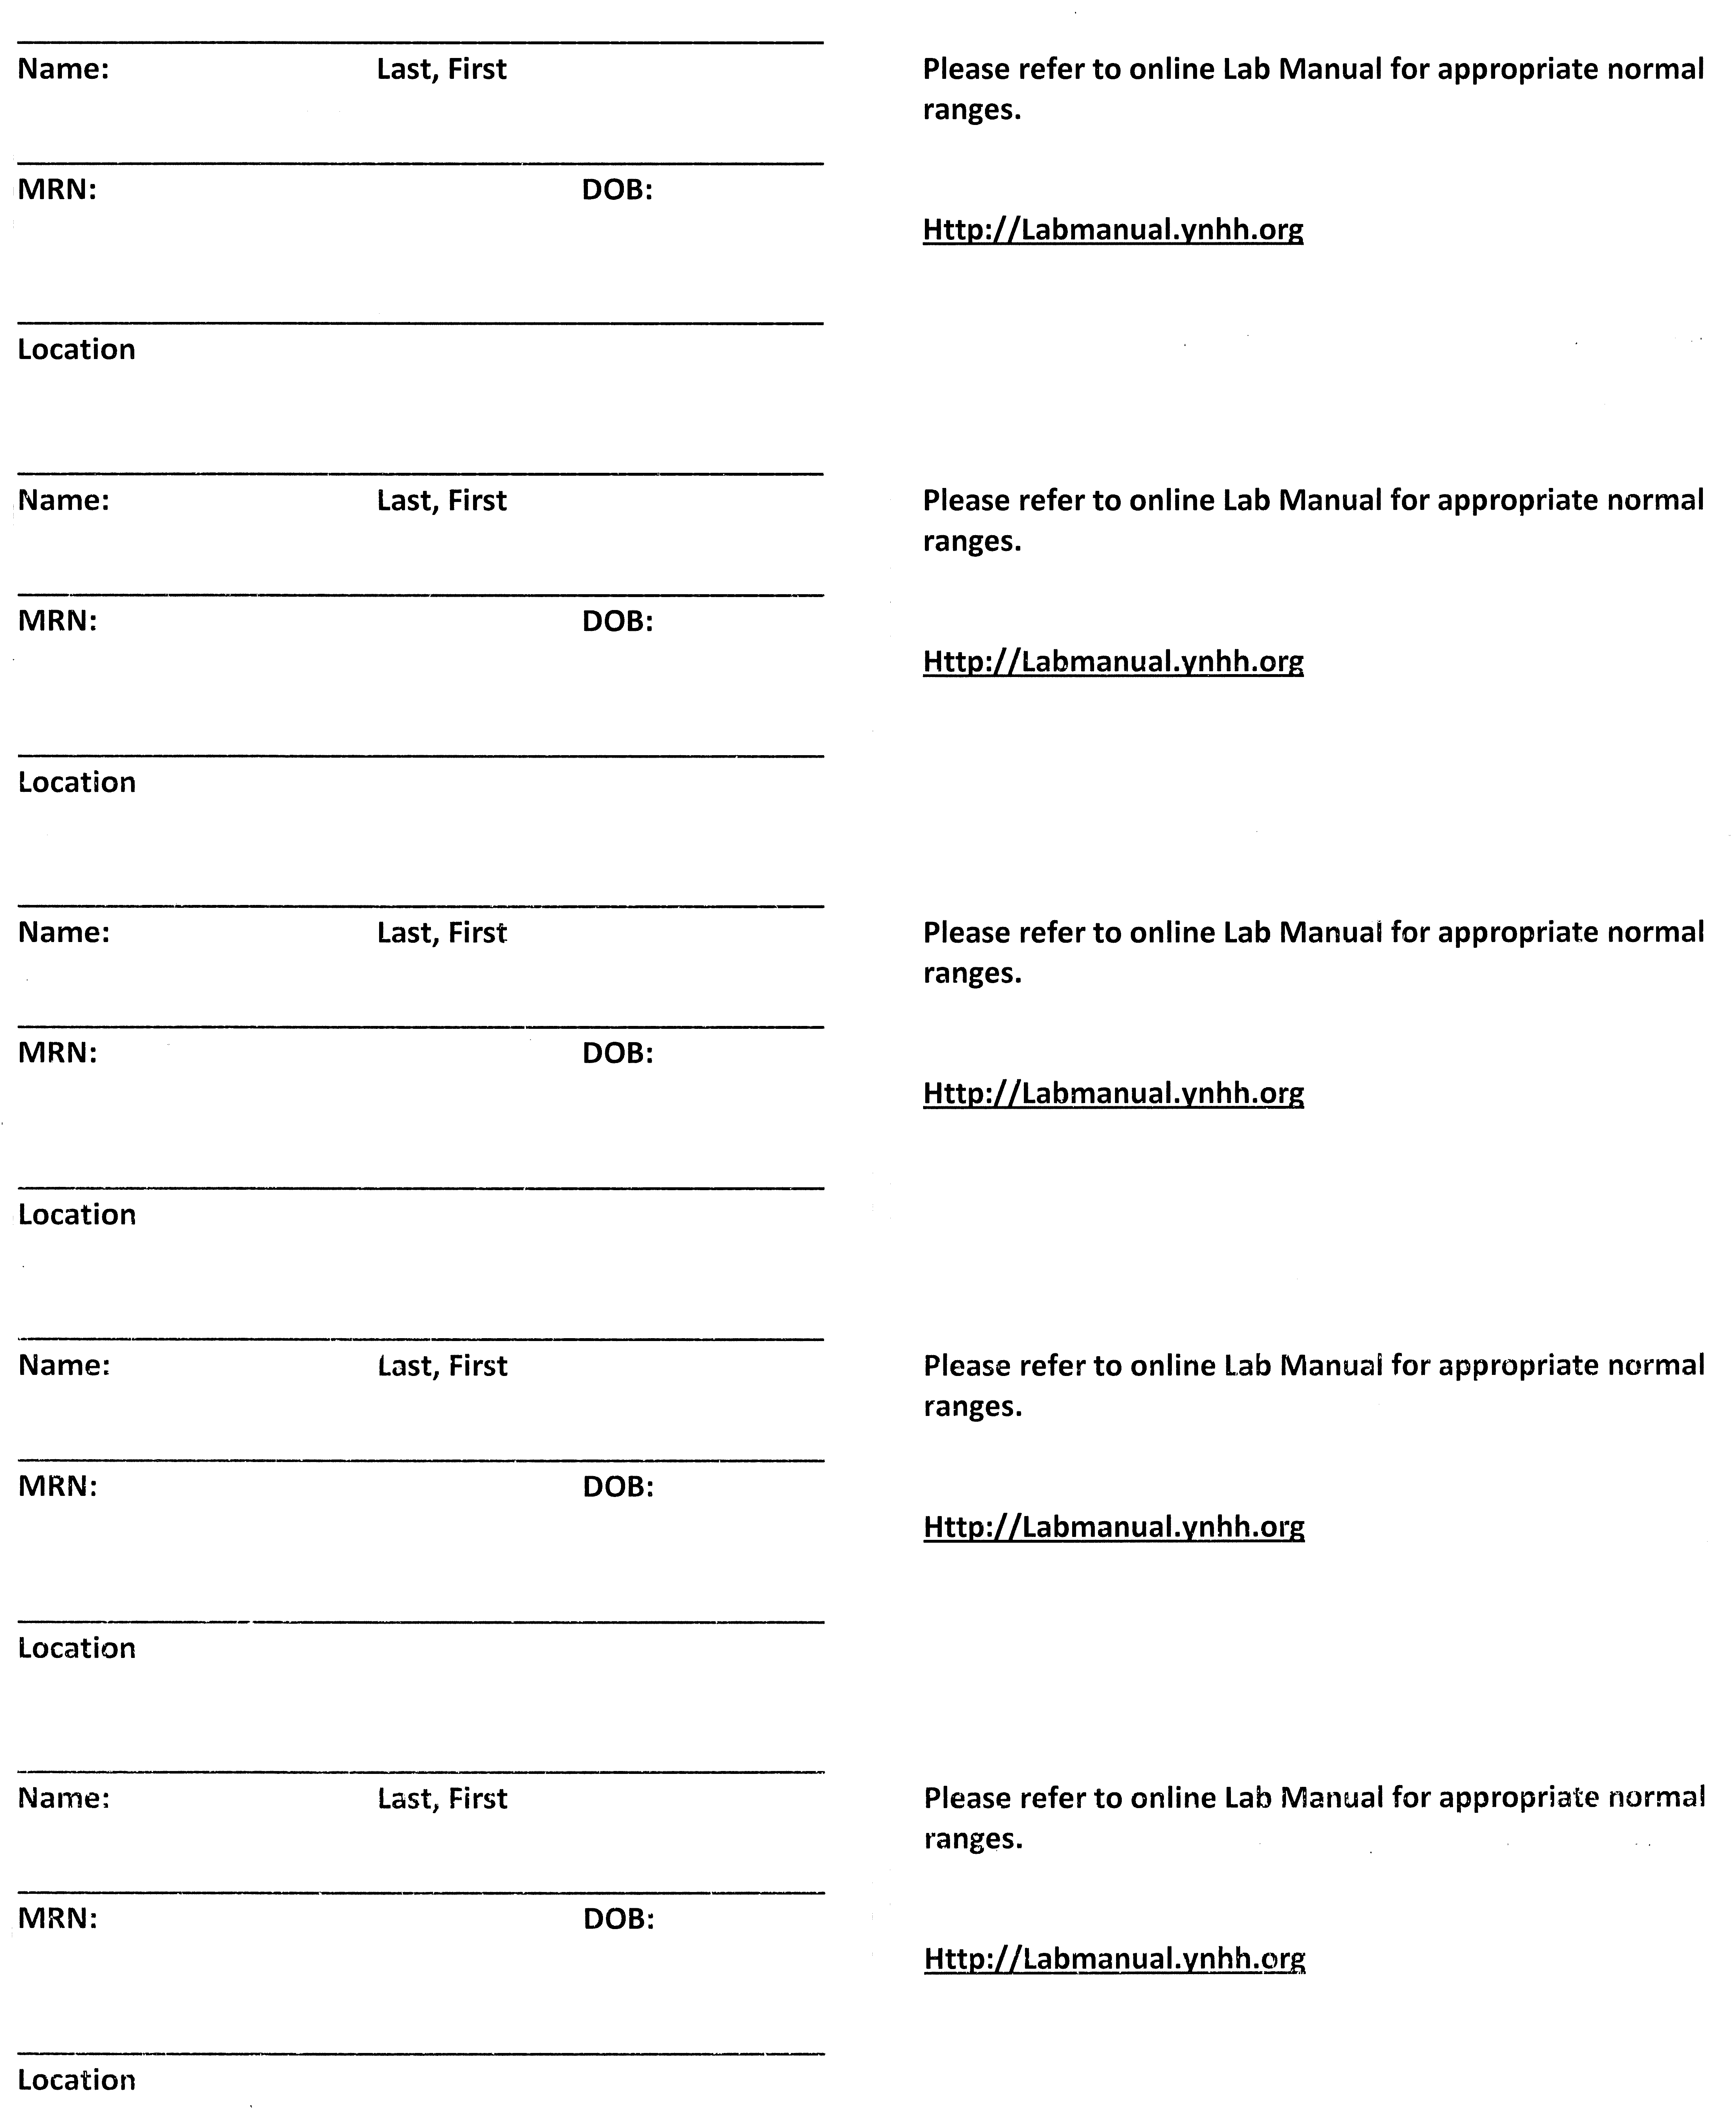 Name: Last, First
MRN: DOB:
Location
Please refer to online Lab Manual for appropriate normal
ranges.
Http://Labmanual.ynhh.org
Name: Last, First
MRN: DOB:
Location
Please refer to online Lab Manual for appropriate normal
ranges.
Http://Labmanual.ynhh.org
Name: Last, First
MRN: DOB:
Location
Please refer to online Lab Manual for appropriate normal
ranges.
Http://Labmanual.ynhh.org
Name: Last, First
MRN: DOB:
Location
Please refer to online Lab Manual for appropriate normal
ranges.
Http://Labmanual.ynhh.org
Name: Last, First
MRN: DOB:
Location
Please refer to online Lab Manual for appropriate normal
ranges.
Http://Labmanual.ynhh.org